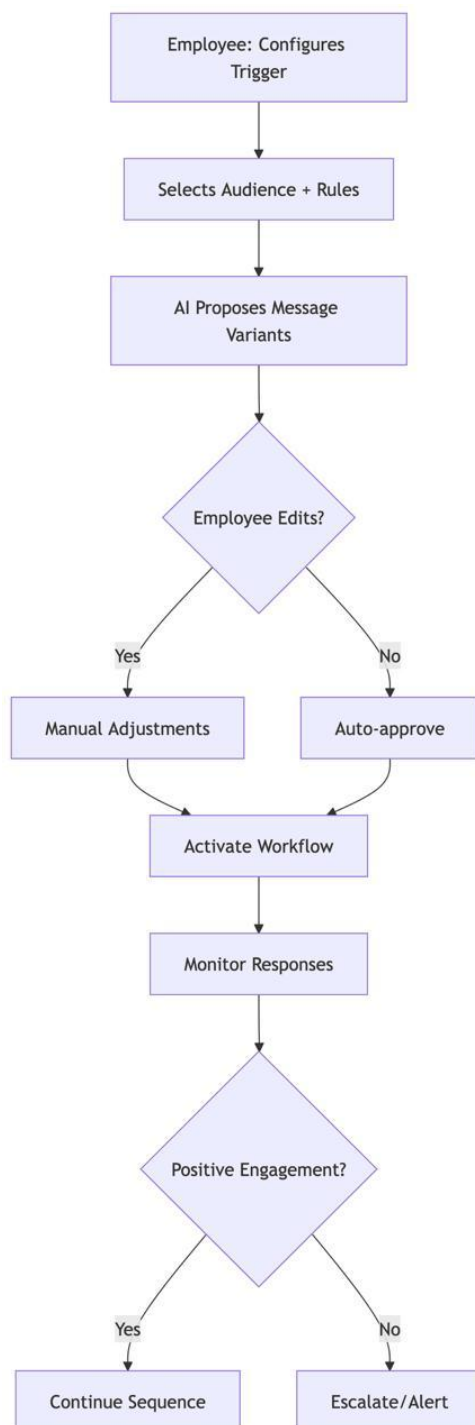 Employee: Configures
Trigger
Selects Audience + Rules
AI Proposes Message
Variants
Employee Edits?
Yes
No
Manual Adjustments
Auto-approve
Activate Workflow
Monitor Responses
Positive Engagement?
Yes
No
Continue Sequence
Escalate/Alert